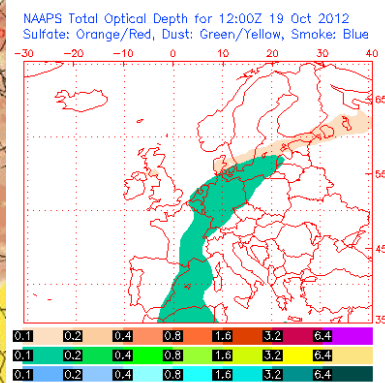 NAAPS Total Optical Depth for 12:00Z 19 Oct 2012
Sulfate: Orange/Red, Dust: Green/Yellow, Smoke: Blue
-30 -20 -10 0 10 20 30 40
65
45
35
0.1 0.2 0.4 0.8 1.6 3.2 6.4
0.1 0.2 0.4 0.8 1.6 3.2 6.4
0.1 0.2 0.4 0.8 1.6 3.2 6.4